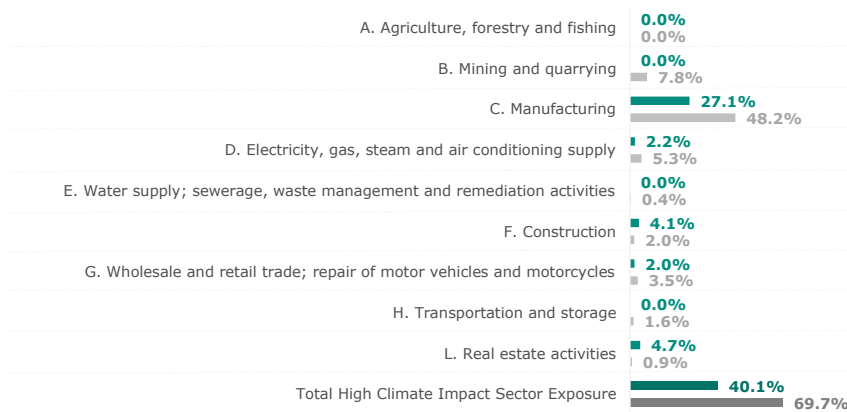 A. Agriculture, forestry and fishing
0.0%
0.0%
B. Mining and quarrying
0.0%
7.8%
C. Manufacturing
27.1%
48.2%
D. Electricity, gas, steam and air conditioning supply
2.2%
5.3%
E. Water supply; sewerage, waste management and remediation activities
0.0%
0.4%
F. Construction
4.1%
2.0%
G. Wholesale and retail trade; repair of motor vehicles and motorcycles
2.0%
3.5%
H. Transportation and storage
0.0%
1.6%
L. Real estate activities
4.7%
0.9%
Total High Climate Impact Sector Exposure
40.1%
69.7%